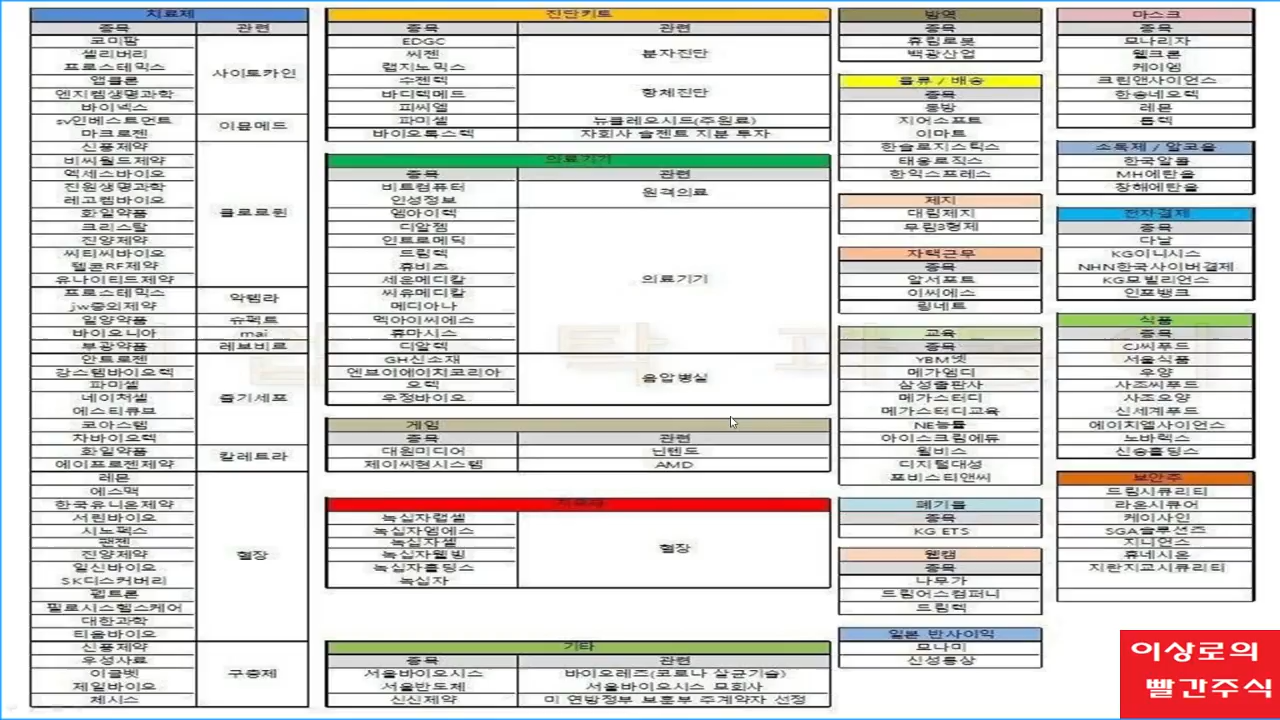 치료제
종목 관련
코미팜
셀리버리
프로스테믹스
앱클론
엔지켐생명과학
바이넥스
사이토카인
sv인베스트먼트
마크로젠
이뮨메드
신풍제약
비씨월드제약
엑세스바이오
진원생명과학
레고켐바이오
화일약품
크리스탈
진양제약
씨티씨바이오
텔콘RF제약
유나이티드제약
클로로퀸
프로스테믹스
jw중외제약
악템라
일양약품 슈펙트
바이오니아 mai
부광약품 레보비르
안트로젠
강스템바이오텍
파미셀
네이처셀
에스티큐브
코아스템
차바이오텍
줄기세포
화일약품
에이프로젠제약
칼레트라
레몬
에스맥
한국유니온제약
서린바이오
시노펙스
팬젠
진양제약
일신바이오
SK디스커버리
펩트론
필로시스헬스케어
대한과학
티움바이오
혈장
신풍제약
우성사료
이글벳
제일바이오
체시스
구충제
진단키트
종목 관련
EDGC
씨젠
랩지노믹스
분자진단
수젠텍
바디텍메드
피씨엘
항체진단
파미셀 뉴클레오시드(주원료)
바이오톡스텍 자회사 솔젠트 지분 투자
의료기기
종목 관련
비트컴퓨터
인성정보
원격의료
엠아이텍
디알젬
인트로메딕
드림텍
휴비츠
세운메디칼
씨유메디칼
메디아나
멕아이씨에스
휴마시스
디알텍
의료기기
GH신소재
엔브이에이치코리아
오텍
우정바이오
음압병실
게임
종목 관련
대원미디어 닌텐도
제이씨현시스템 AMD
치료제
녹십자랩셀
녹십자엠에스
녹십자셀
녹십자웰빙
녹십자홀딩스
녹십자
혈장
기타
종목 관련
서울바이오시스 바이오레즈(코로나 살균기술)
서울반도체 서울바이오시스 모회사
신신제약 미 연방정부 보훈부 주계약자 선정
방역
종목
휴림로봇
백광산업
물류 / 배송
종목
동방
지어소프트
이마트
한솔로지스틱스
태웅로직스
한익스프레스
제지
대림제지
무림3형제
자택근무
종목
알서포트
이씨에스
링네트
교육
종목
YBM넷
메가엠디
삼성출판사
메가스터디
메가스터디교육
NE능률
아이스크림에듀
윌비스
디지털대성
포비스티앤씨
폐기물
종목
KG ETS
웹캠
종목
나무가
드림어스컴퍼니
드림텍
일본 반사이익
모나미
신성통상
마스크
종목
모나리자
웰크론
케이엠
크린앤사이언스
한송네오텍
레몬
톱텍
소독제 / 알코올
한국알콜
MH에탄올
창해에탄올
전자결제
종목
다날
KG이니시스
NHN한국사이버결제
KG모빌리언스
인포뱅크
식품
종목
CJ씨푸드
서울식품
우양
사조씨푸드
사조오양
신세계푸드
에이치엘사이언스
노바렉스
신송홀딩스
보안주
드림시큐리티
라온시큐어
케이사인
SGA솔루션즈
지니언스
휴네시온
지란지교시큐리티
이상로의
빨간주식